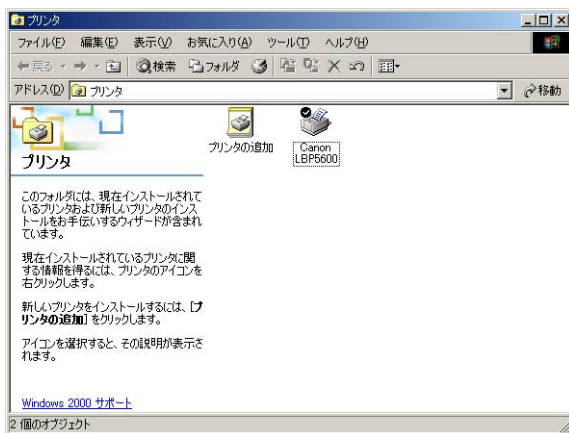 プリンタ
ファイル(F) 編集(E) 表示(V) お気に入り(A) ツール(T) ヘルプ(H)
戻る 検索 フォルダ
アドレス(D) プリンタ 移動
プリンタの追加
Canon
LBP5600
プリンタ
このフォルダには、現在インストールされて
いるプリンタおよび新しいプリンタのインス
トールをお手伝いするウィザードが含まれ
ています。
現在インストールされているプリンタに関
する情報を得るには、プリンタのアイコンを
右クリックします。
新しいプリンタをインストールするには、[プ
リンタの追加] をクリックします。
アイコンを選択すると、その説明が表示さ
れます。
Windows 2000 サポート
2 個のオブジェクト